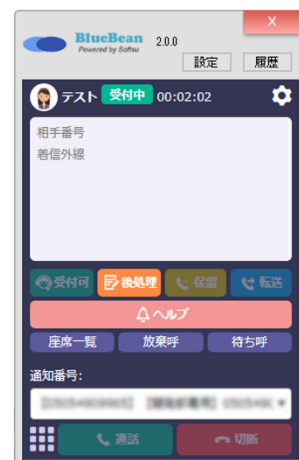 X
BlueBean 2.0.0
Powered by Softsu
設定 履歴
テスト 受付中 00:02:02
相手番号
着信外線
受付可 後処理 保留 転送
ヘルプ
座席一覧 放棄呼 待ち呼
通知番号:
通話 切断